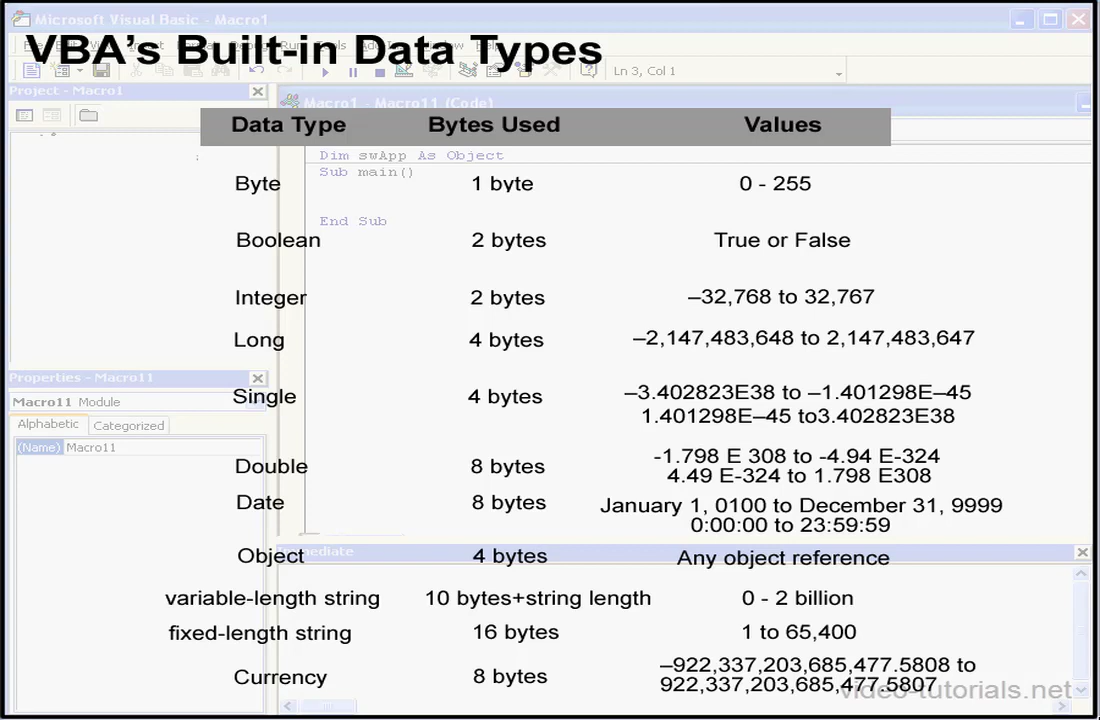 Microsoft Visual Basic - Macro1
VBA's Built-in Data Types
Ln 3, Col 1
Project - Macro1
Macro1 - Macro11 (Code)
Data Type Bytes Used Values
Dim swApp As Object
Sub main()
Byte 1 byte 0 - 255
End Sub
Boolean 2 bytes True or False
Integer 2 bytes –32,768 to 32,767
Long 4 bytes –2,147,483,648 to 2,147,483,647
Properties - Macro11
Macro11 Module
Alphabetic Categorized
(Name) Macro11
Single 4 bytes –3.402823E38 to –1.401298E–45
1.401298E–45 to3.402823E38
Double 8 bytes -1.798 E 308 to -4.94 E-324
4.49 E-324 to 1.798 E308
Date 8 bytes January 1, 0100 to December 31, 9999
0:00:00 to 23:59:59
Object 4 bytes Any object reference
variable-length string 10 bytes+string length 0 - 2 billion
fixed-length string 16 bytes 1 to 65,400
Currency 8 bytes –922,337,203,685,477.5808 to
922,337,203,685,477.5807
video-tutorials.net